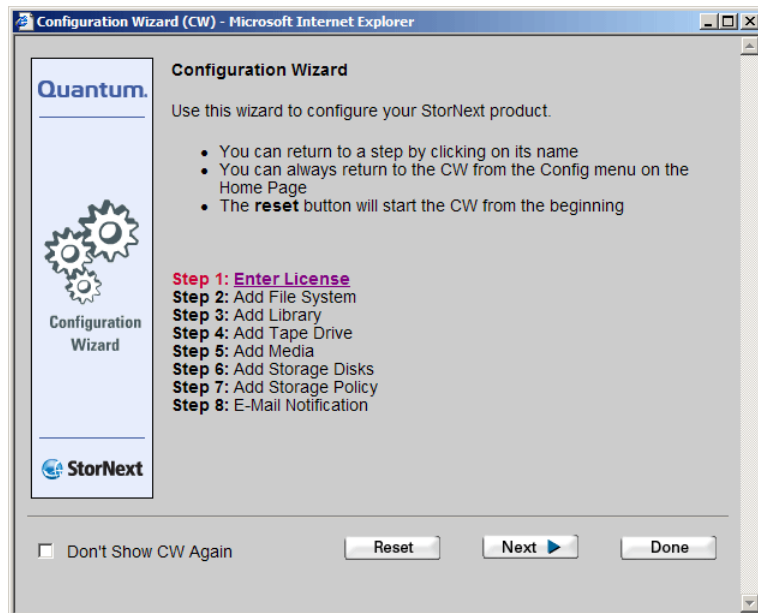 Configuration Wizard (CW) - Microsoft Internet Explorer
Quantum.
Configuration
Wizard
StorNext
Configuration Wizard
Use this wizard to configure your StorNext product.
• You can return to a step by clicking on its name
• You can always return to the CW from the Config menu on the
Home Page
• The reset button will start the CW from the beginning
Step 1: Enter License
Step 2: Add File System
Step 3: Add Library
Step 4: Add Tape Drive
Step 5: Add Media
Step 6: Add Storage Disks
Step 7: Add Storage Policy
Step 8: E-Mail Notification
Don't Show CW Again
Reset
Next
Done